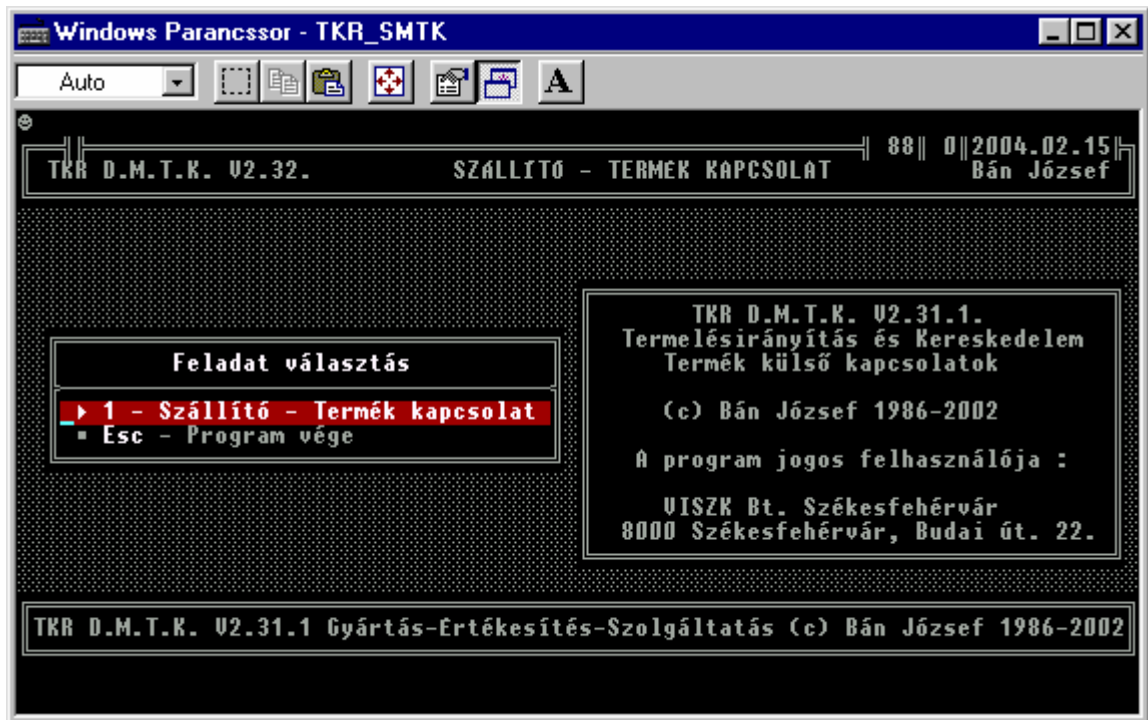 Windows Parancssor - TKR_SMTK
Auto
A
88 0 2004.02.15
TKR D.M.T.K. V2.32. SZÁLLÍTÓ - TERMÉK KAPCSOLAT Bán József
TKR D.M.T.K. V2.31.1.
Termelésirányítás és Kereskedelem
Termék külső kapcsolatok
(c) Bán József 1986-2002
A program jogos felhasználója :
VISZK Bt. Székesfehérvár
8000 Székesfehérvár, Budai út. 22.
Feladat választás
1 - Szállító - Termék kapcsolat
Esc - Program vége
TKR D.M.T.K. V2.31.1 Gyártás-Értékesítés-Szolgáltatás (c) Bán József 1986-2002